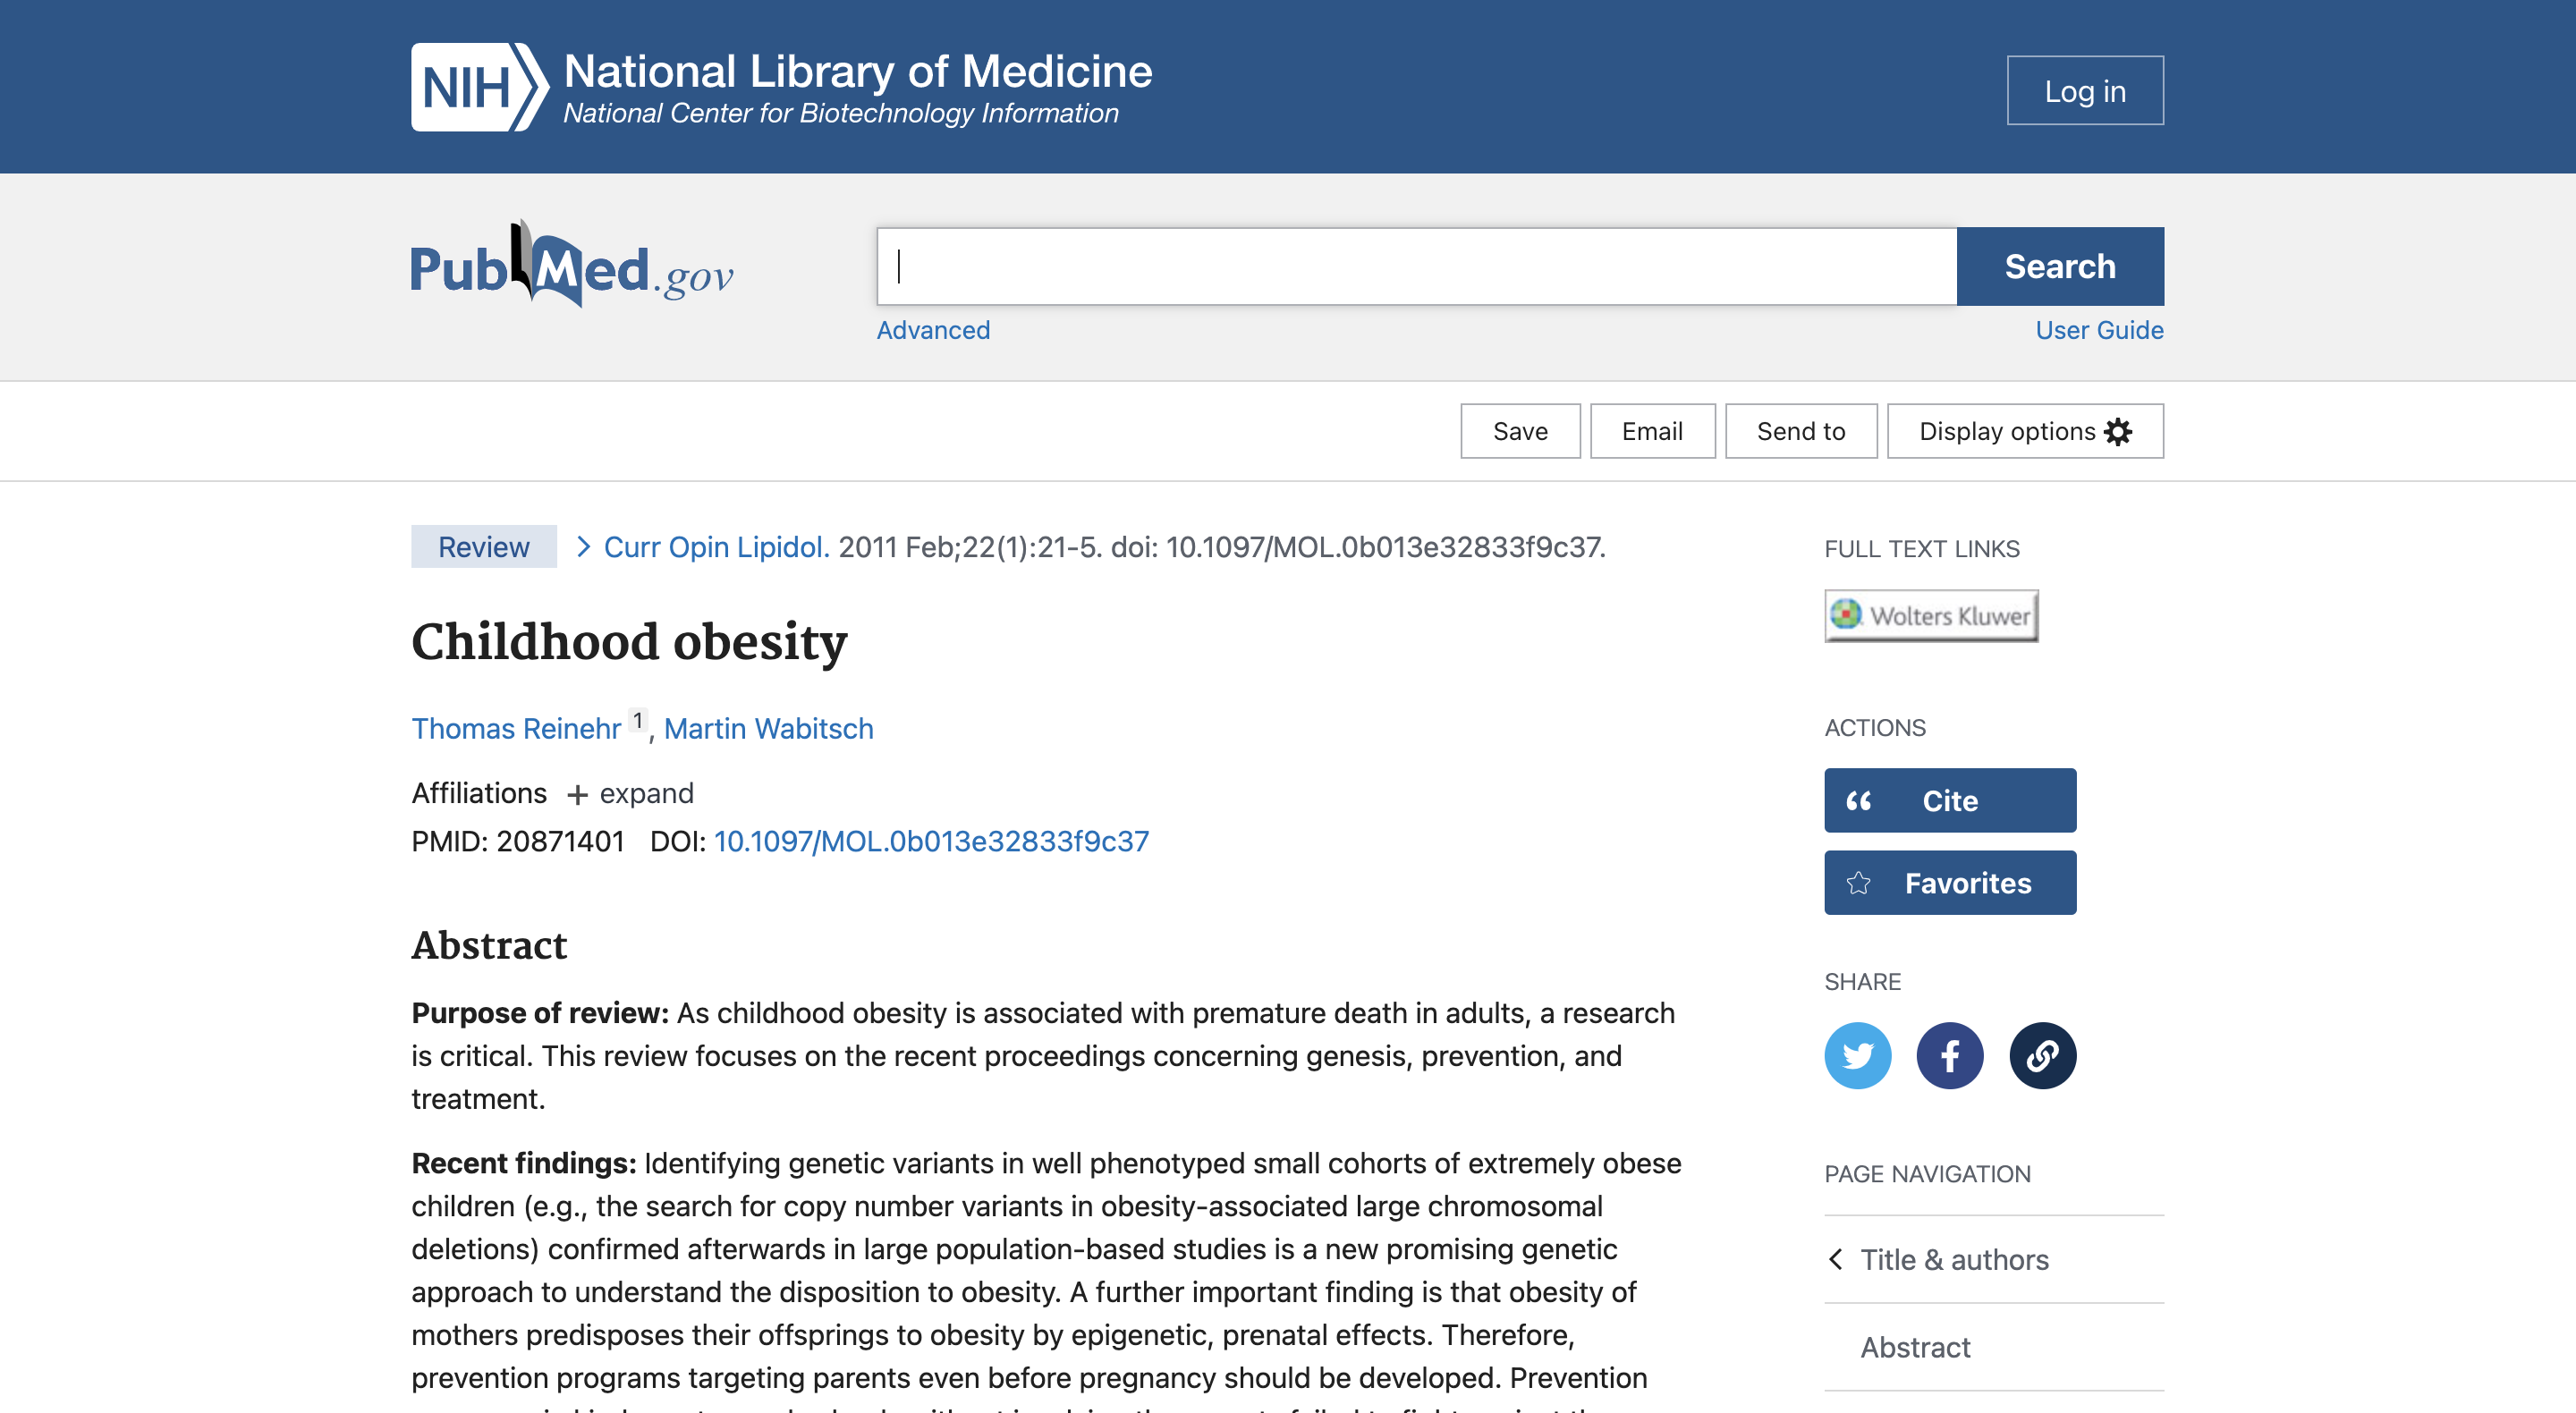 NIH National Library of Medicine
National Center for Biotechnology Information
Log in
PubMed.gov
Search
Advanced
User Guide
Save
Email
Send to
Display options
Review
Curr Opin Lipidol. 2011 Feb;22(1):21-5. doi: 10.1097/MOL.0b013e32833f9c37.
Childhood obesity
Thomas Reinehr 1, Martin Wabitsch
Affiliations + expand
PMID: 20871401 DOI: 10.1097/MOL.0b013e32833f9c37
Abstract
Purpose of review: As childhood obesity is associated with premature death in adults, a research
is critical. This review focuses on the recent proceedings concerning genesis, prevention, and
treatment.
Recent findings: Identifying genetic variants in well phenotyped small cohorts of extremely obese
children (e.g., the search for copy number variants in obesity-associated large chromosomal
deletions) confirmed afterwards in large population-based studies is a new promising genetic
approach to understand the disposition to obesity. A further important finding is that obesity of
mothers predisposes their offsprings to obesity by epigenetic, prenatal effects. Therefore,
prevention programs targeting parents even before pregnancy should be developed. Prevention
FULL TEXT LINKS
Wolters Kluwer
ACTIONS
Cite
Favorites
SHARE
PAGE NAVIGATION
Title & authors
Abstract